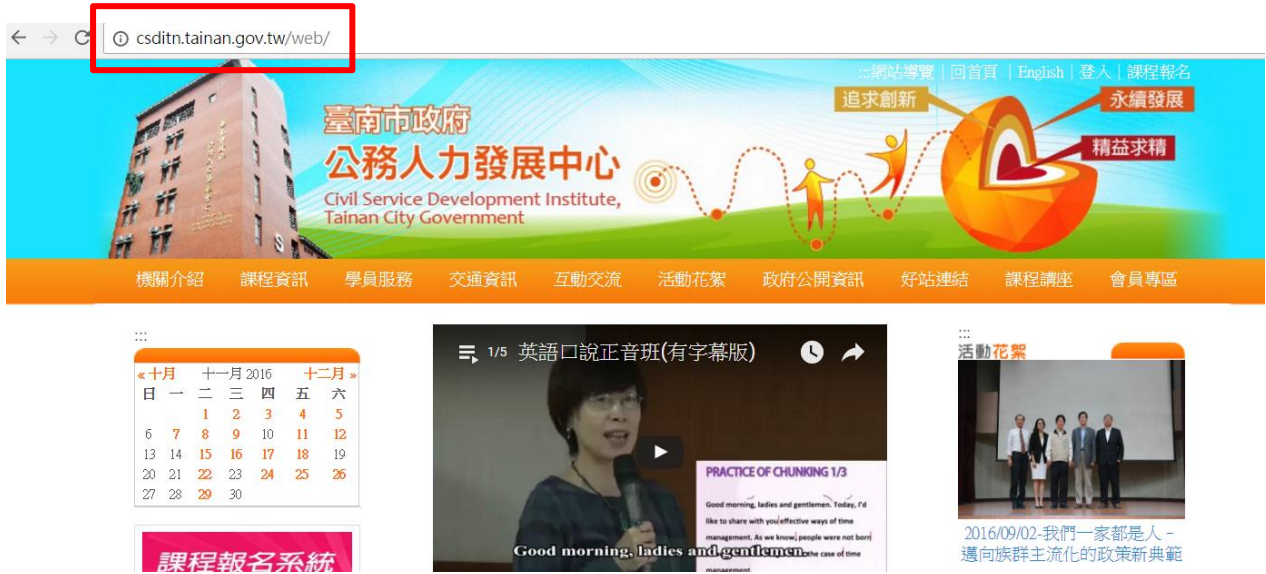 csditn.tainan.gov.tw/web/
:::網站導覽 | 回首頁 | English | 登入 | 課程報名
追求創新
永續發展
精益求精
臺南市政府
公務人力發展中心
Civil Service Development Institute,
Tainan City Government
機關介紹 課程資訊 學員服務 交通資訊 互動交流 活動花絮 政府公開資訊 好站連結 課程講座 會員專區
:::
«十月 十一月 2016 十二月»
日 一 二 三 四 五 六
1 2 3 4 5
6 7 8 9 10 11 12
13 14 15 16 17 18 19
20 21 22 23 24 25 26
27 28 29 30
課程報名系統
1/5 英語口說正音班(有字幕版)
PRACTICE OF CHUNKING 1/3
Good morning, ladies and gentlemen. Today, I'd
like to share with you effective ways of time
management. As we know, people were not born
the case of time
management.
Good morning, ladies and gentlemen
:::
活動花絮
2016/09/02-我們一家都是人－
邁向族群主流化的政策新典範